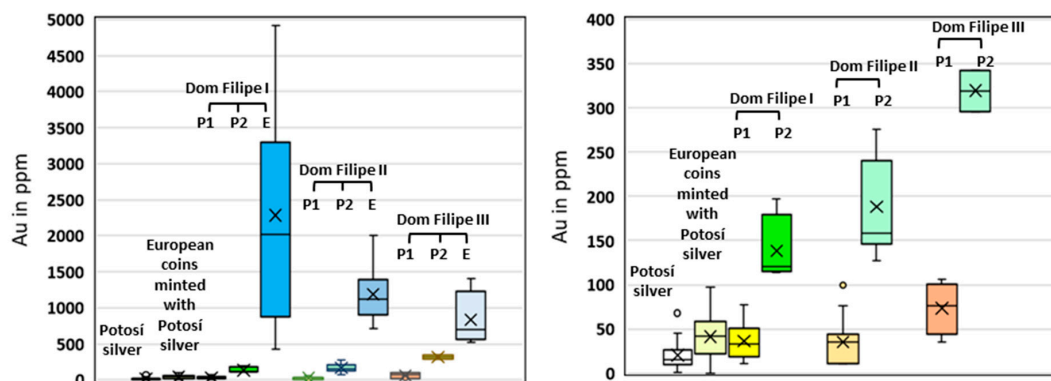 5000
4500
4000
3500
3000
2500
2000
1500
1000
500
0
Au in ppm
Dom Filipe I
P1 P2 E
Dom Filipe II
P1 P2 E
Dom Filipe III
P1 P2 E
European
coins
minted
with
Potosí
silver
Potosí
silver
400
350
300
250
200
150
100
50
0
Au in ppm
Dom Filipe III
P1 P2
Dom Filipe II
P1 P2
Dom Filipe I
P1 P2
European
coins
minted
with
Potosí
silver
Potosí
silver